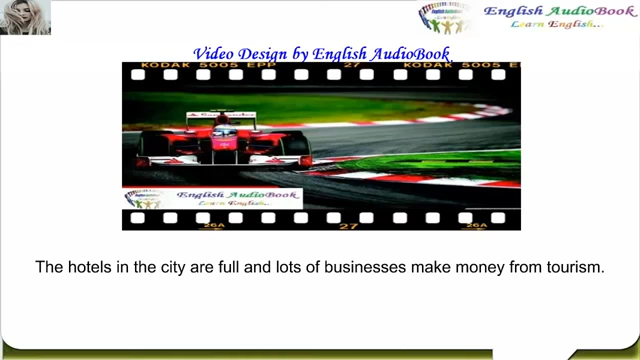 English AudioBook
Learn English...
Video Design by English AudioBook
KODAK 5005 EPP 27 KODAK 5005 E
English AudioBook
Learn English...
26A 27 26A
The hotels in the city are full and lots of businesses make money from tourism.